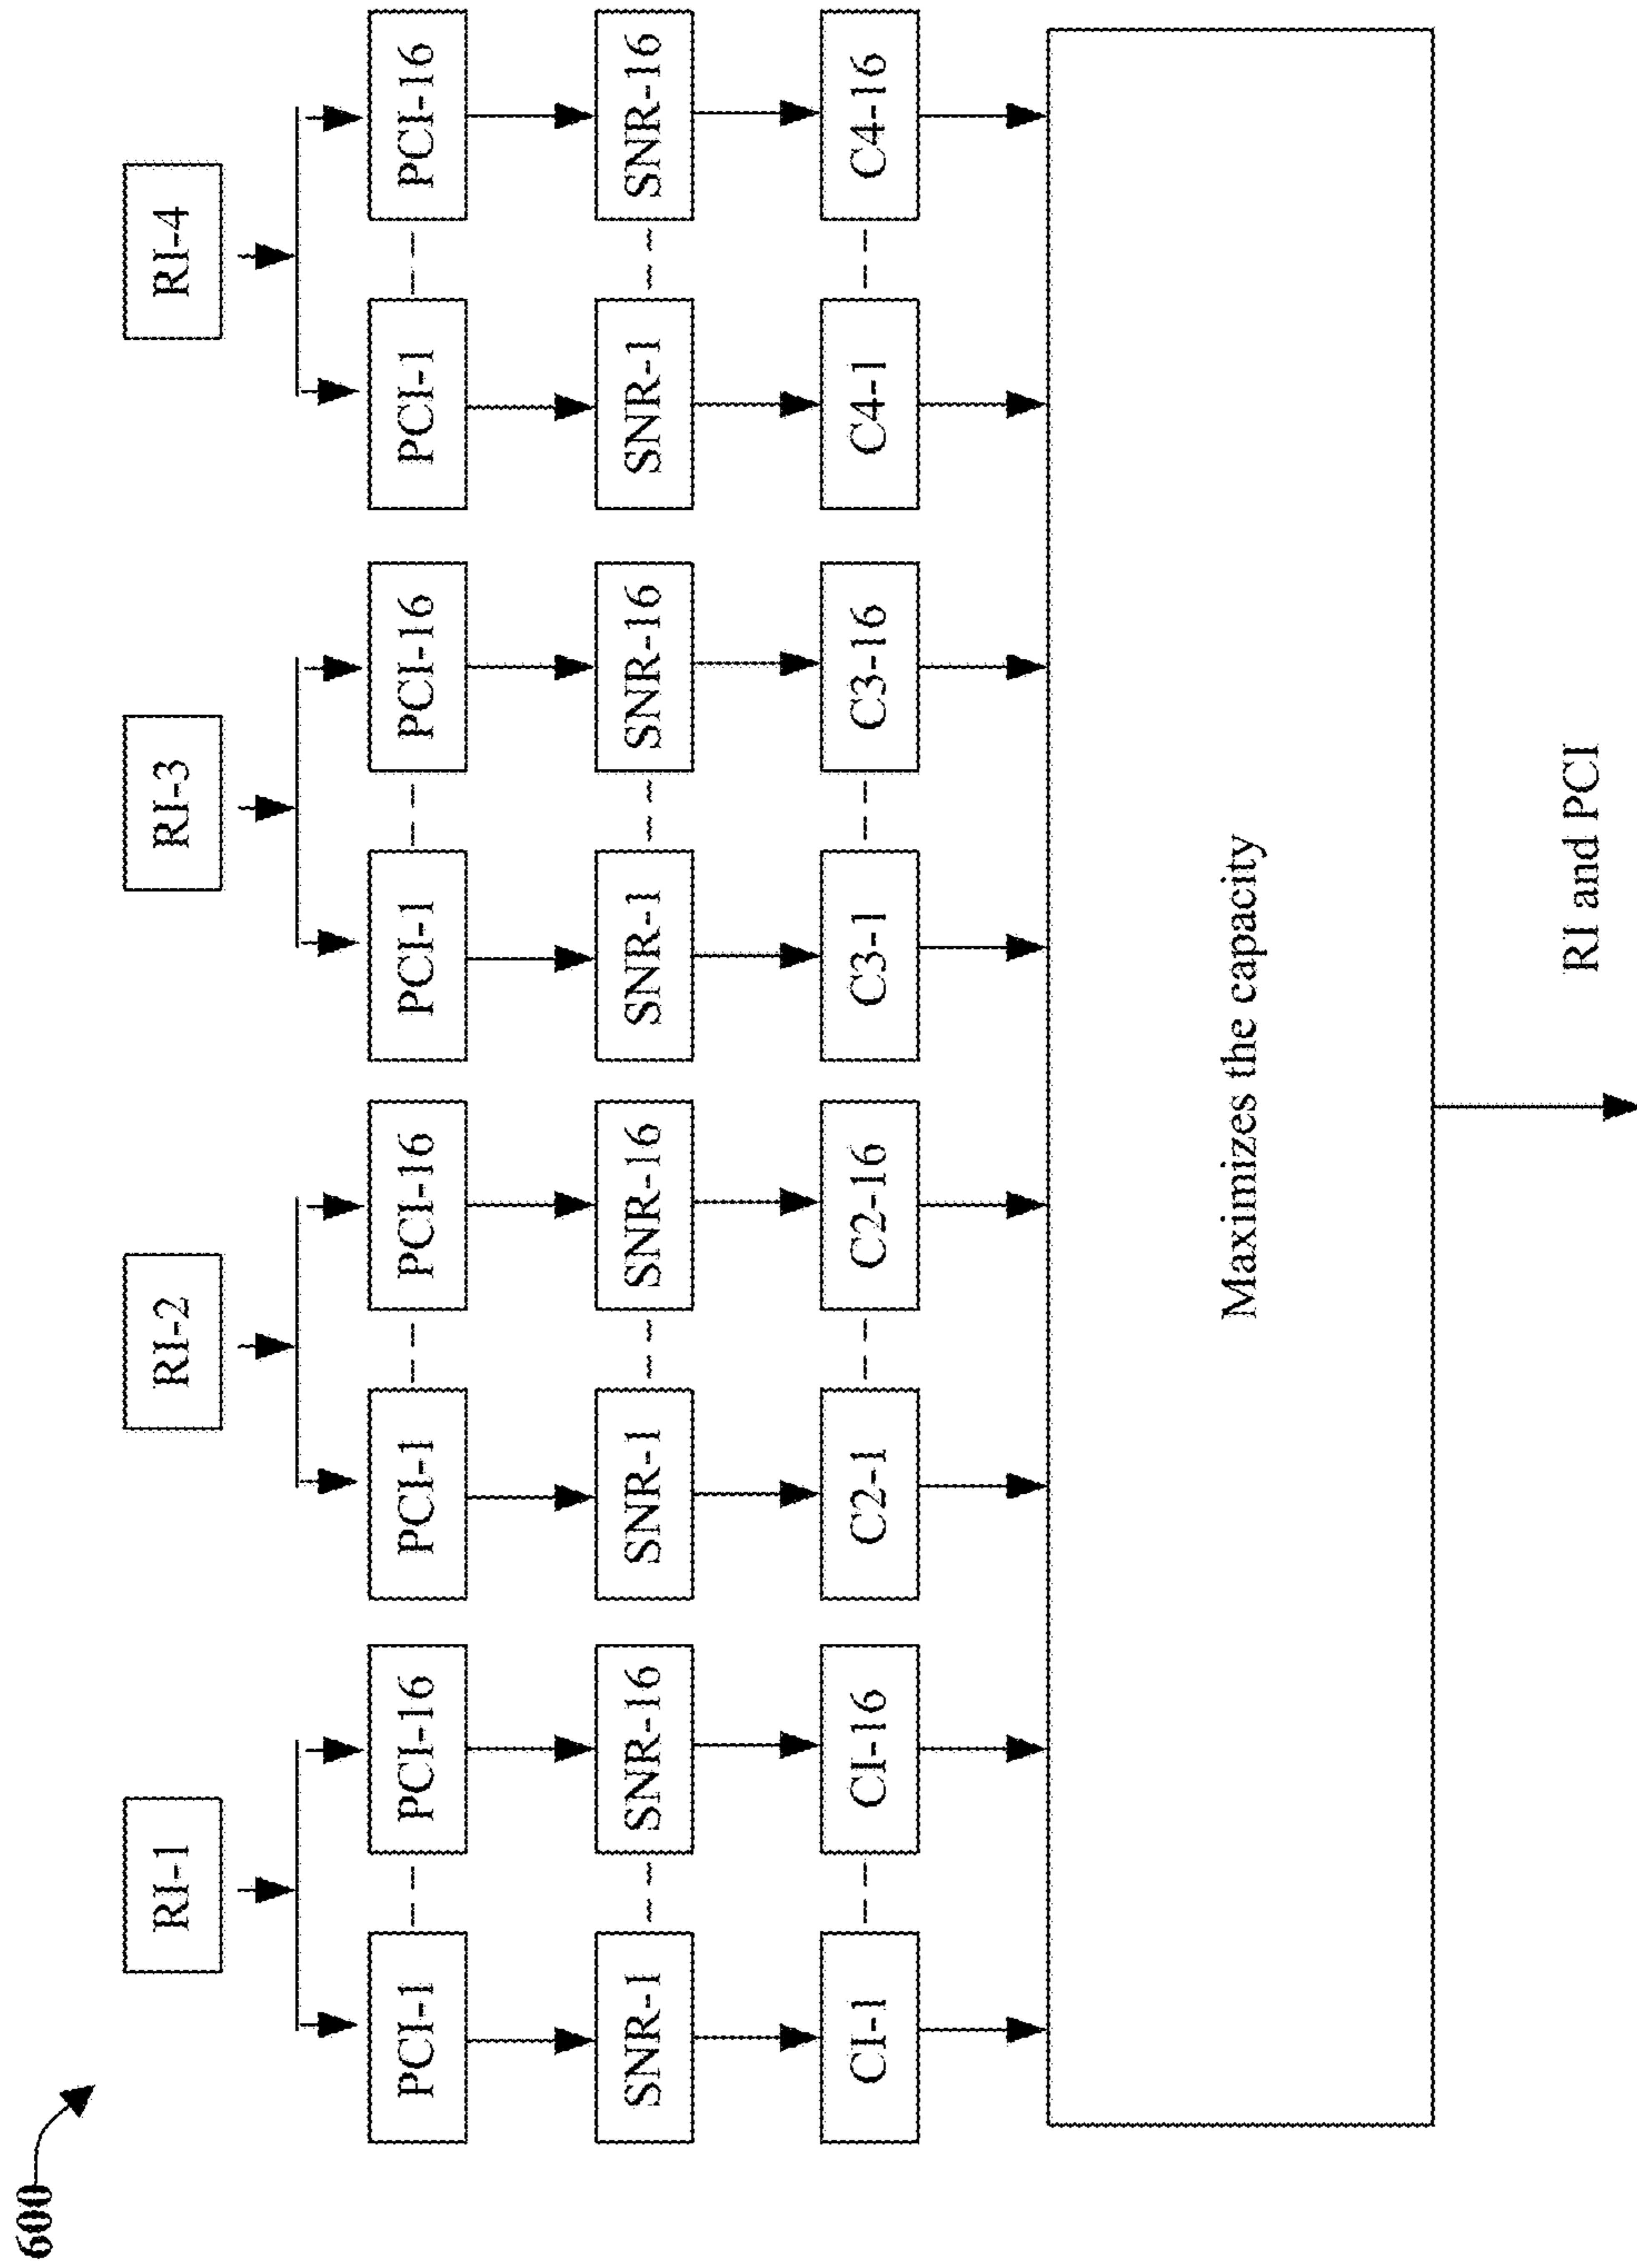 600
RI-1
RI-2
RI-3
RI-4
PCI-1
PCI-16
PCI-1
PCI-16
PCI-1
PCI-16
PCI-1
PCI-16
SNR-1
SNR-16
SNR-1
SNR-16
SNR-1
SNR-16
SNR-1
SNR-16
CI-1
CI-16
C2-1
C2-16
C3-1
C3-16
C4-1
C4-16
Maximizes the capacity
RI and PCI